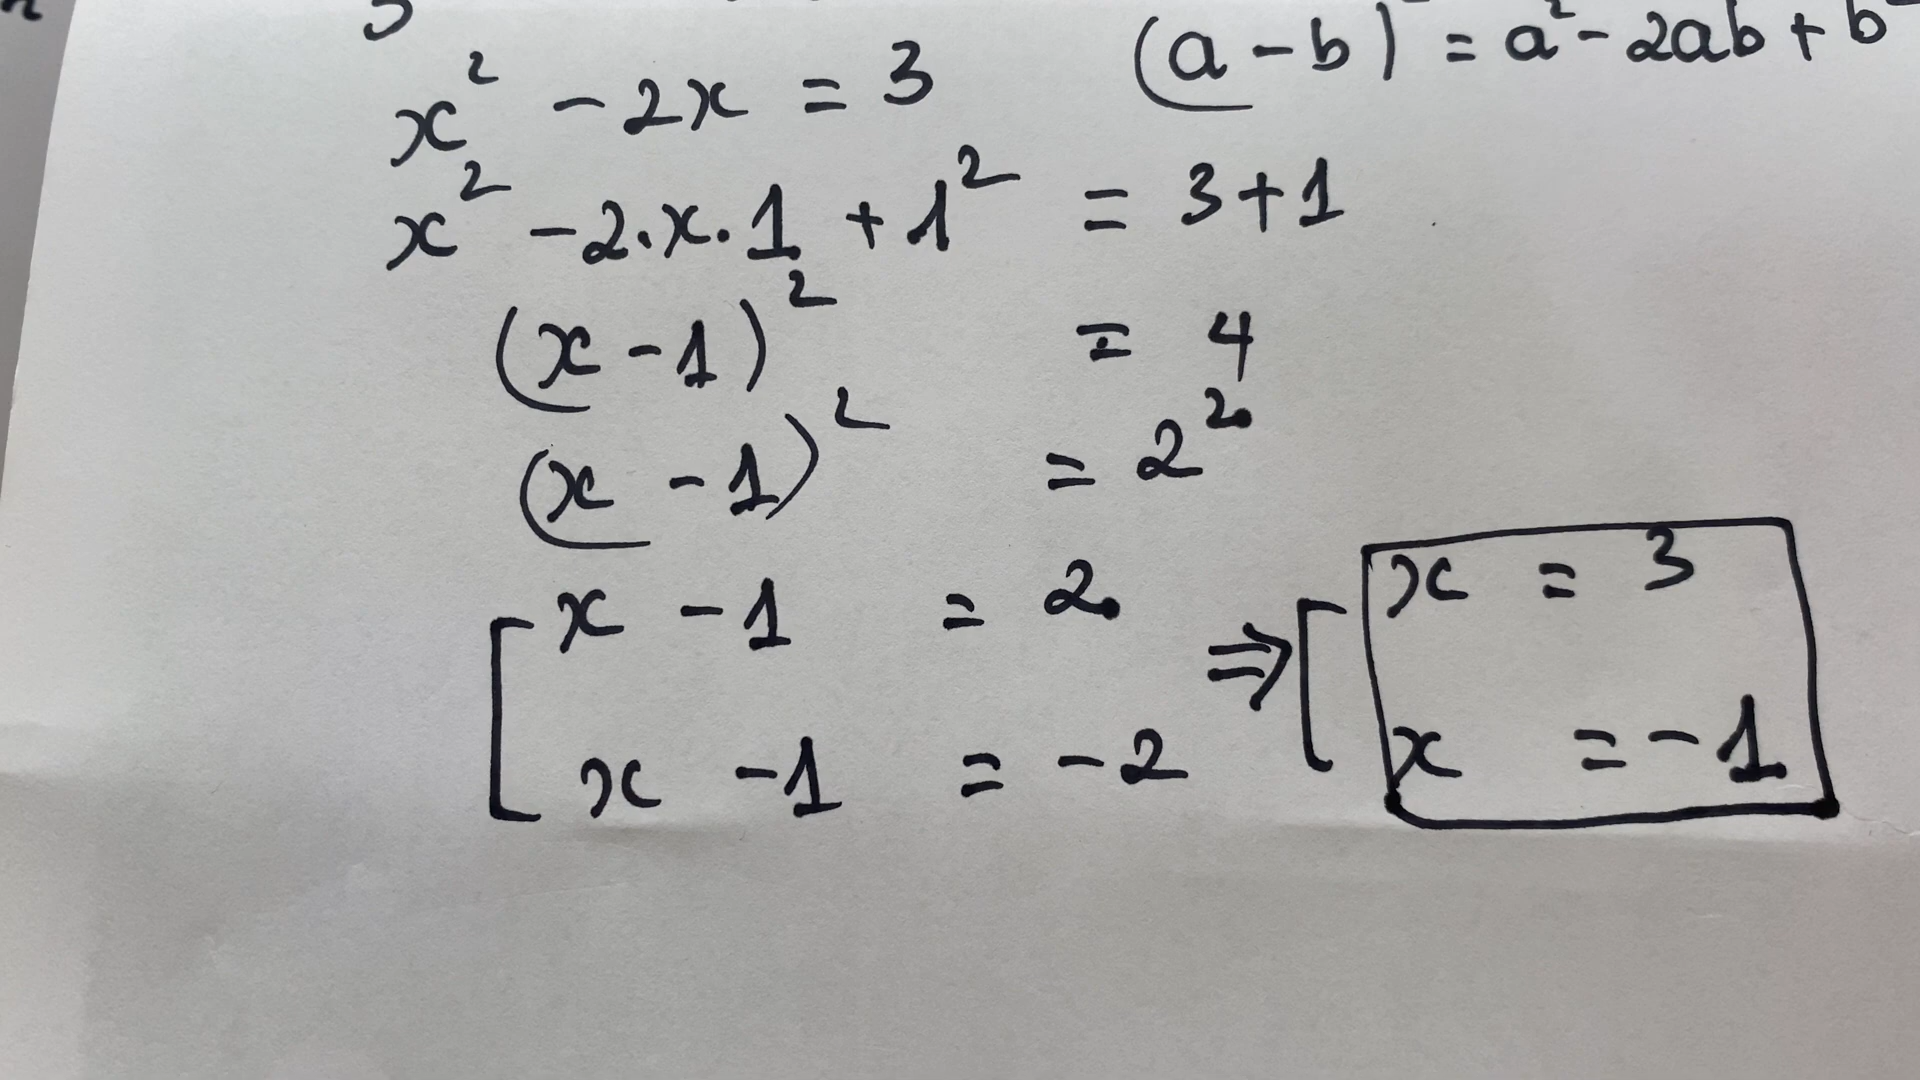 x² - 2x = 3
(a - b)² = a² - 2ab + b²
x² - 2.x.1 + 1² = 3+1
(x - 1)² = 4
(x - 1)² = 2²
x - 1 = 2 ⇒ x = 3
x - 1 = -2 x = -1